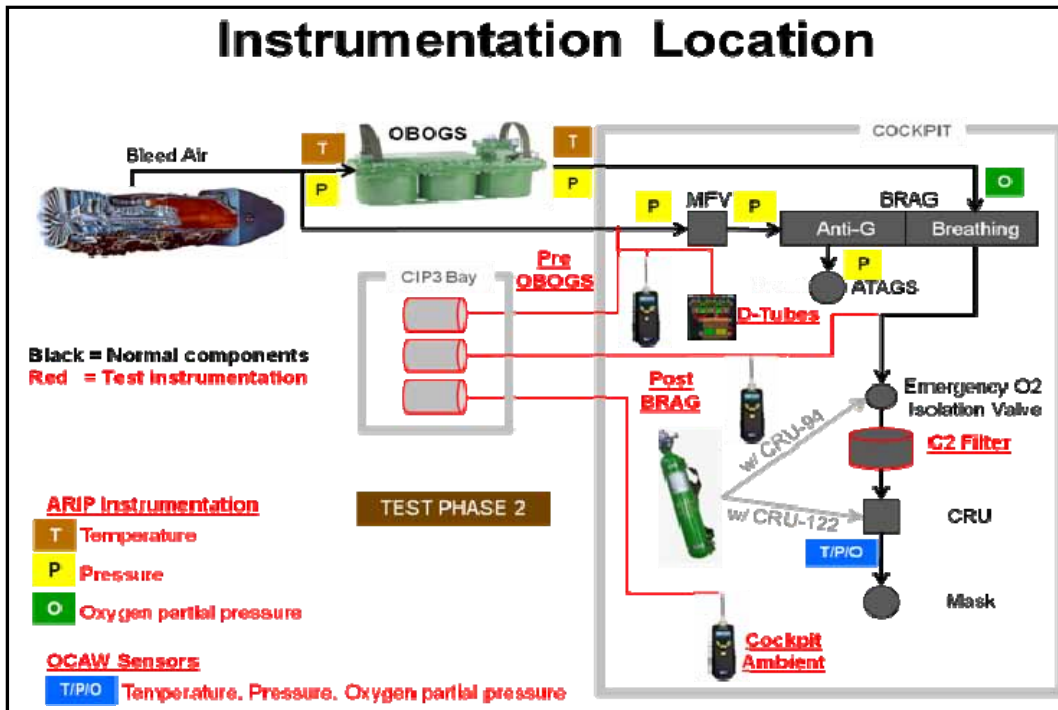 Instrumentation Location
COCKPIT
OBOGS
T
T
Bleed Air
P
P
O
P
MFV
P
BRAG
Anti-G
Breathing
Pre
OBOGS
CIP3 Bay
P
ATAGS
D-Tubes
Black = Normal components
Red = Test instrumentation
Post
BRAG
Emergency O2
Isolation Valve
w/ CRU-94
C2 Filter
ARIP Instrumentation
TEST PHASE 2
w/ CRU-122
CRU
T Temperature
T/P/O
P Pressure
O Oxygen partial pressure
Mask
Cockpit
Ambient
OCAW Sensors
T/P/O Temperature. Pressure. Oxygen partial pressure